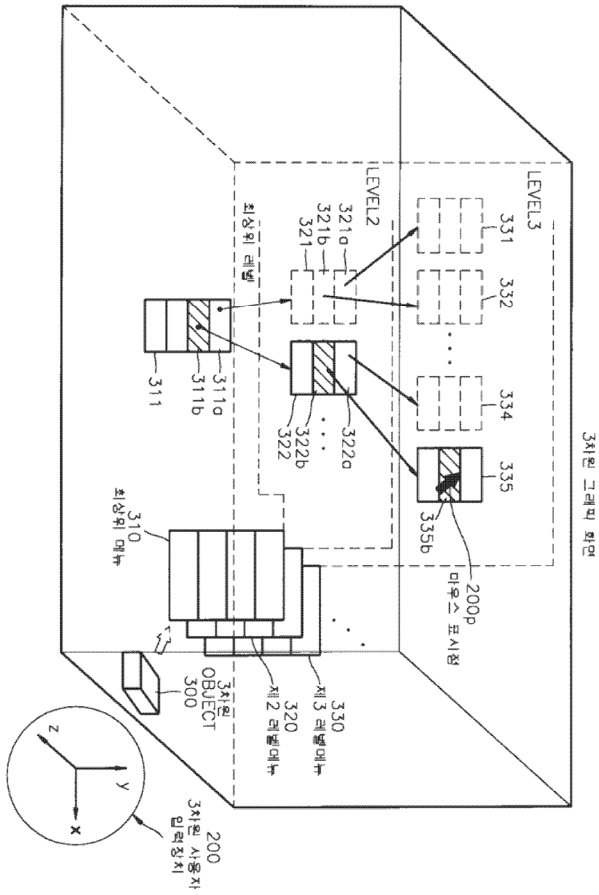 3차원 그래픽 화면
LEVEL3
331
332
334
335
335b
200p
마우스 표시점
LEVEL2
321a
321b
321
322a
322b
322
최상위 레벨
311a
311b
311
330
제3 레벨메뉴
320
제2 레벨메뉴
310
최상위 메뉴
3차원
OBJECT
300
200
3차원 사용자
입력장치
y
x
z